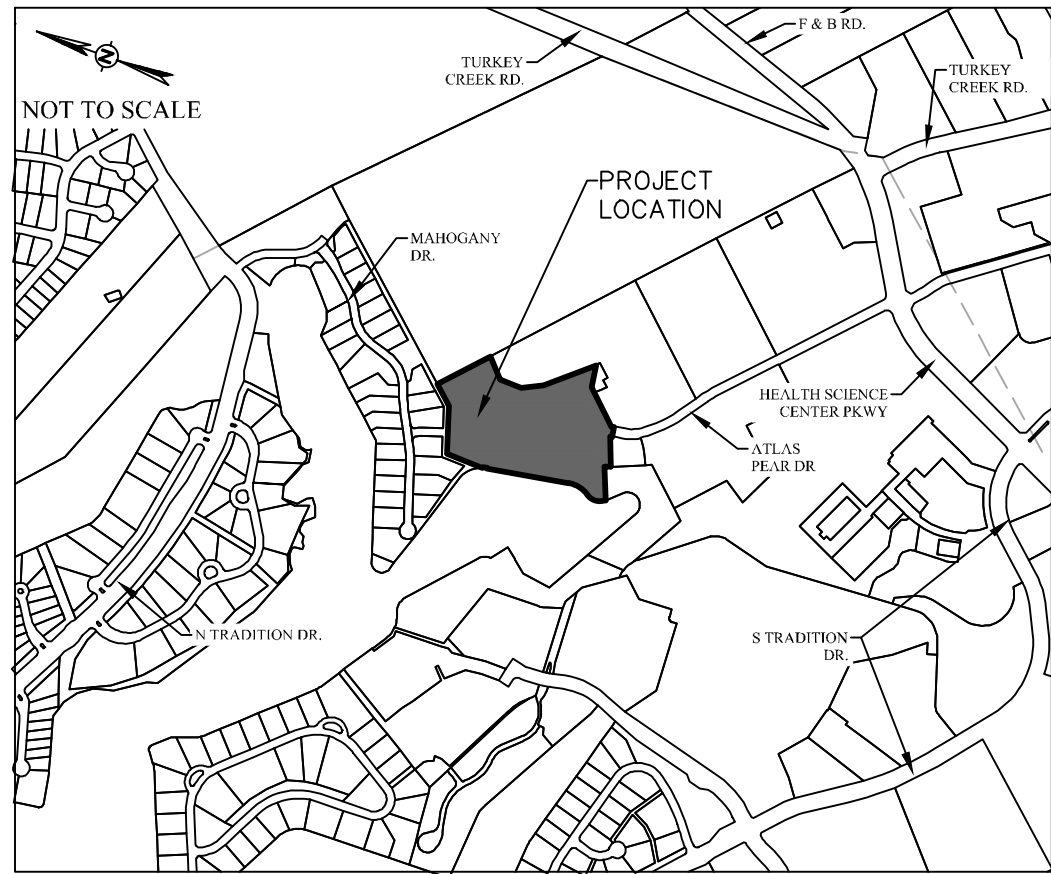 F & B RD.
TURKEY
CREEK RD.
TURKEY
CREEK RD.
N
NOT TO SCALE
PROJECT
LOCATION
MAHOGANY
DR.
HEALTH SCIENCE
CENTER PKWY
ATLAS
PEAR DR
N TRADITION DR.
S TRADITION
DR.